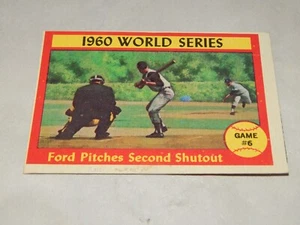 1960 WORLD SERIES
GAME
#6
Ford Pitches Second Shutout